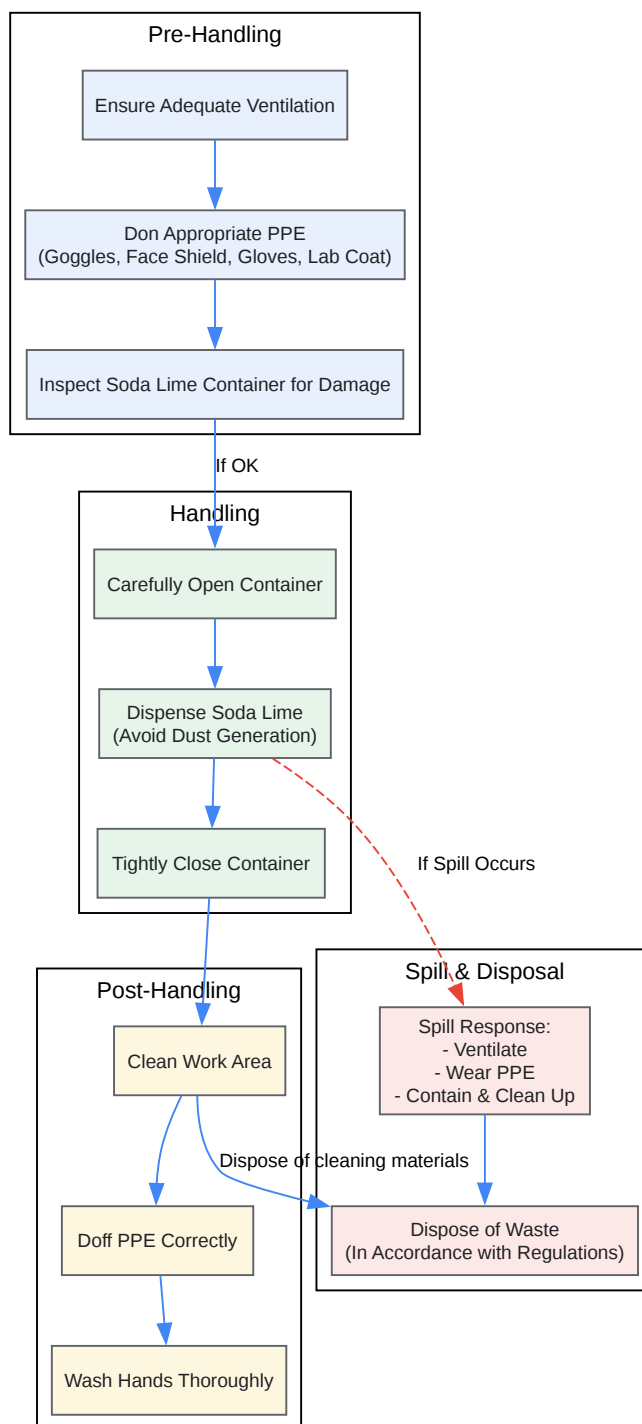 Pre-Handling
Ensure Adequate Ventilation
Don Appropriate PPE
(Goggles, Face Shield, Gloves, Lab Coat)
Inspect Soda Lime Container for Damage
If OK
Handling
Carefully Open Container
Dispense Soda Lime
(Avoid Dust Generation)
Tightly Close Container
If Spill Occurs
Post-Handling
Clean Work Area
Spill & Disposal
Spill Response:
- Ventilate
- Wear PPE
- Contain & Clean Up
Dispose of cleaning materials
Doff PPE Correctly
Dispose of Waste
(In Accordance with Regulations)
Wash Hands Thoroughly